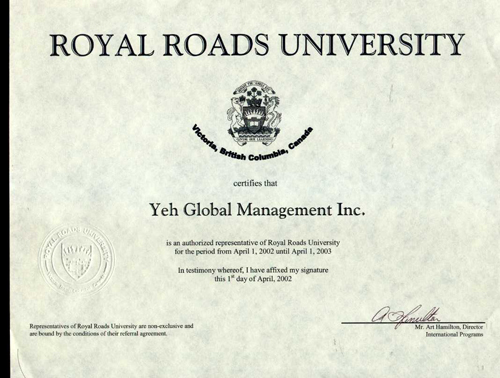 ROYAL ROADS UNIVERSITY
Victoria, British Columbia, Canada
certifies that
Yeh Global Management Inc.
is an authorized representative of Royal Roads University
for the period from April 1, 2002 until April 1, 2003
In testimony whereof, I have affixed my signature
this 1st day of April, 2002
ROYAL ROADS UNIVERSITY
Representatives of Royal Roads University are non-exclusive and
are bound by the conditions of their referral agreement.
Mr. Art Hamilton, Director
International Programs